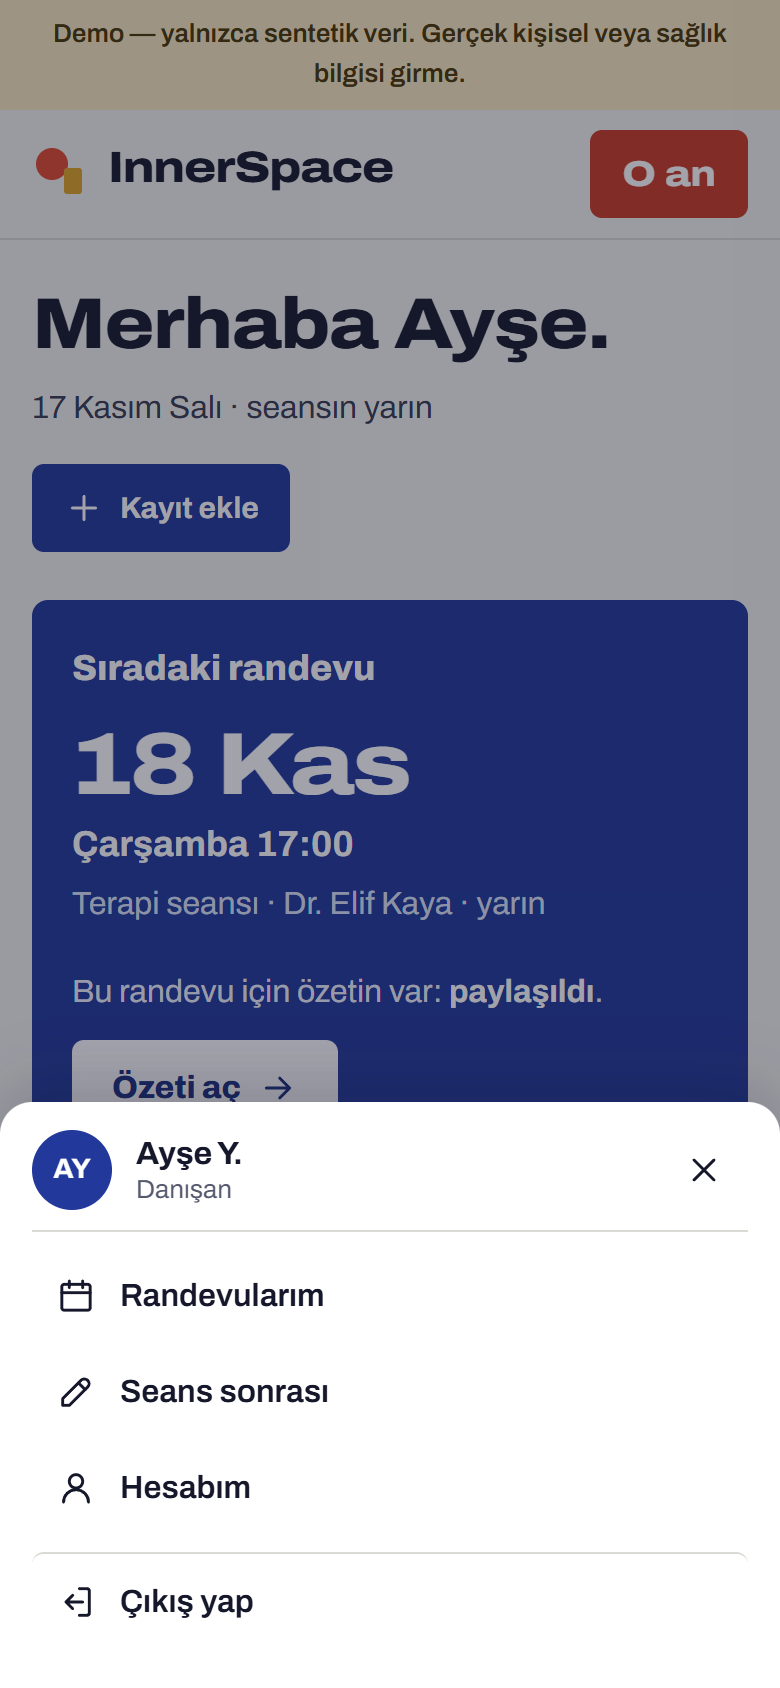 Demo — yalnızca sentetik veri. Gerçek kişisel veya sağlık
bilgisi girme.
InnerSpace
O an
Merhaba Ayşe.
17 Kasım Salı · seansın yarın
Kayıt ekle
Sıradaki randevu
18 Kas
Çarşamba 17:00
Terapi seansı · Dr. Elif Kaya · yarın
Bu randevu için özetin var: paylaşıldı.
Özeti aç
AY
Ayşe Y.
Danışan
Randevularım
Seans sonrası
Hesabım
Çıkış yap